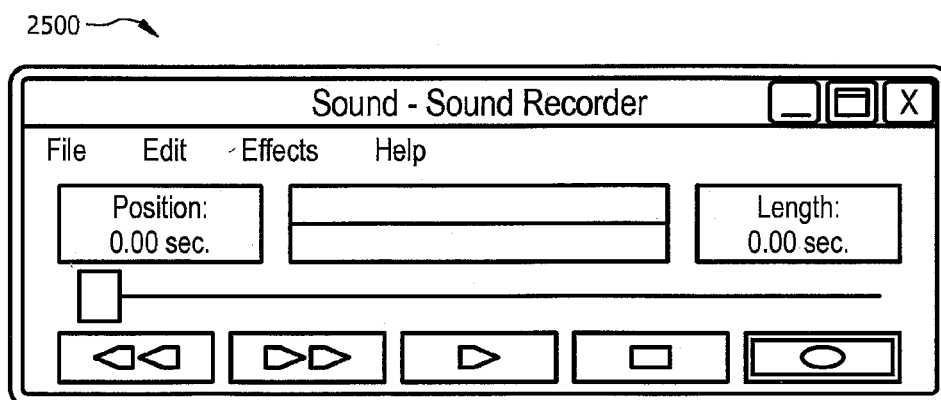 2500
Sound - Sound Recorder
X
File Edit Effects Help
Position:
0.00 sec.
Length:
0.00 sec.